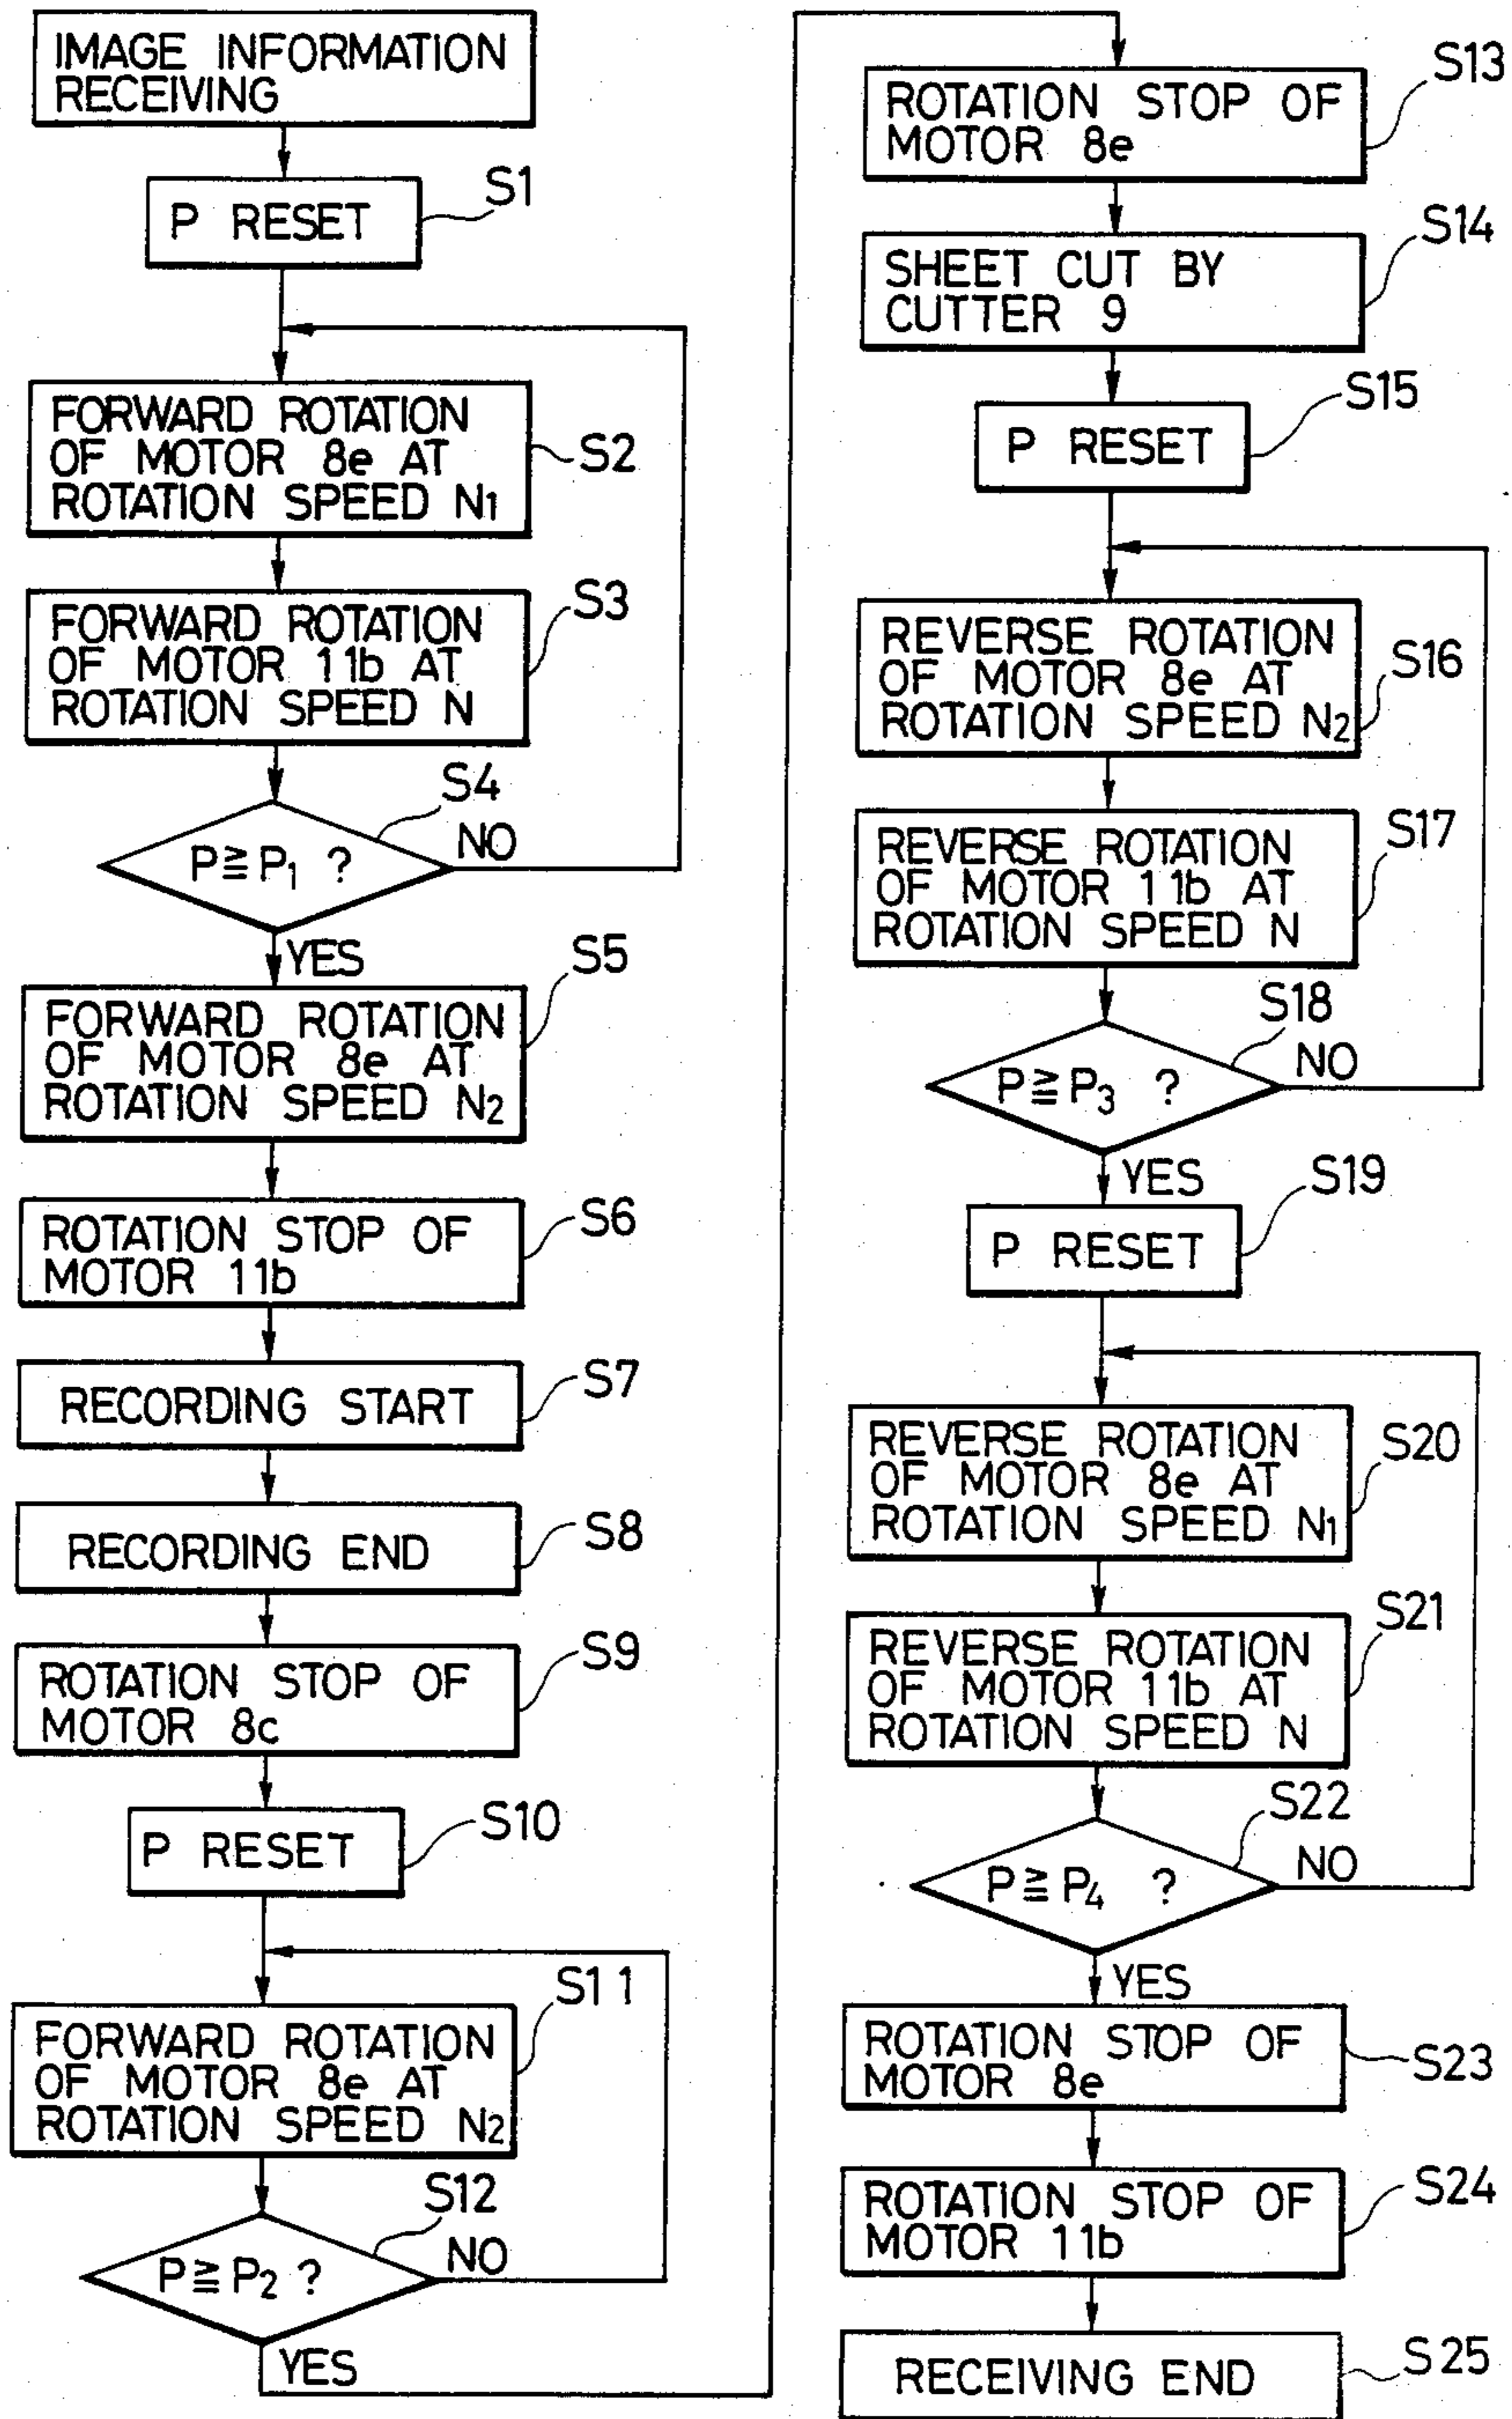 IMAGE INFORMATION
RECEIVING
P RESET
S1
FORWARD ROTATION
OF MOTOR 8e AT
ROTATION SPEED N1
S2
FORWARD ROTATION
OF MOTOR 11b AT
ROTATION SPEED N
S3
P≧P1 ?
S4
NO
YES
FORWARD ROTATION
OF MOTOR 8e AT
ROTATION SPEED N2
S5
ROTATION STOP OF
MOTOR 11b
S6
RECORDING START
S7
RECORDING END
S8
ROTATION STOP OF
MOTOR 8c
S9
P RESET
S10
FORWARD ROTATION
OF MOTOR 8e AT
ROTATION SPEED N2
S11
P≧P2 ?
S12
NO
YES
ROTATION STOP OF
MOTOR 8e
S13
SHEET CUT BY
CUTTER 9
S14
P RESET
S15
REVERSE ROTATION
OF MOTOR 8e AT
ROTATION SPEED N2
S16
REVERSE ROTATION
OF MOTOR 11b AT
ROTATION SPEED N
S17
P≧P3 ?
S18
NO
YES
P RESET
S19
REVERSE ROTATION
OF MOTOR 8e AT
ROTATION SPEED N1
S20
REVERSE ROTATION
OF MOTOR 11b AT
ROTATION SPEED N
S21
P≧P4 ?
S22
NO
YES
ROTATION STOP OF
MOTOR 8e
S23
ROTATION STOP OF
MOTOR 11b
S24
RECEIVING END
S25